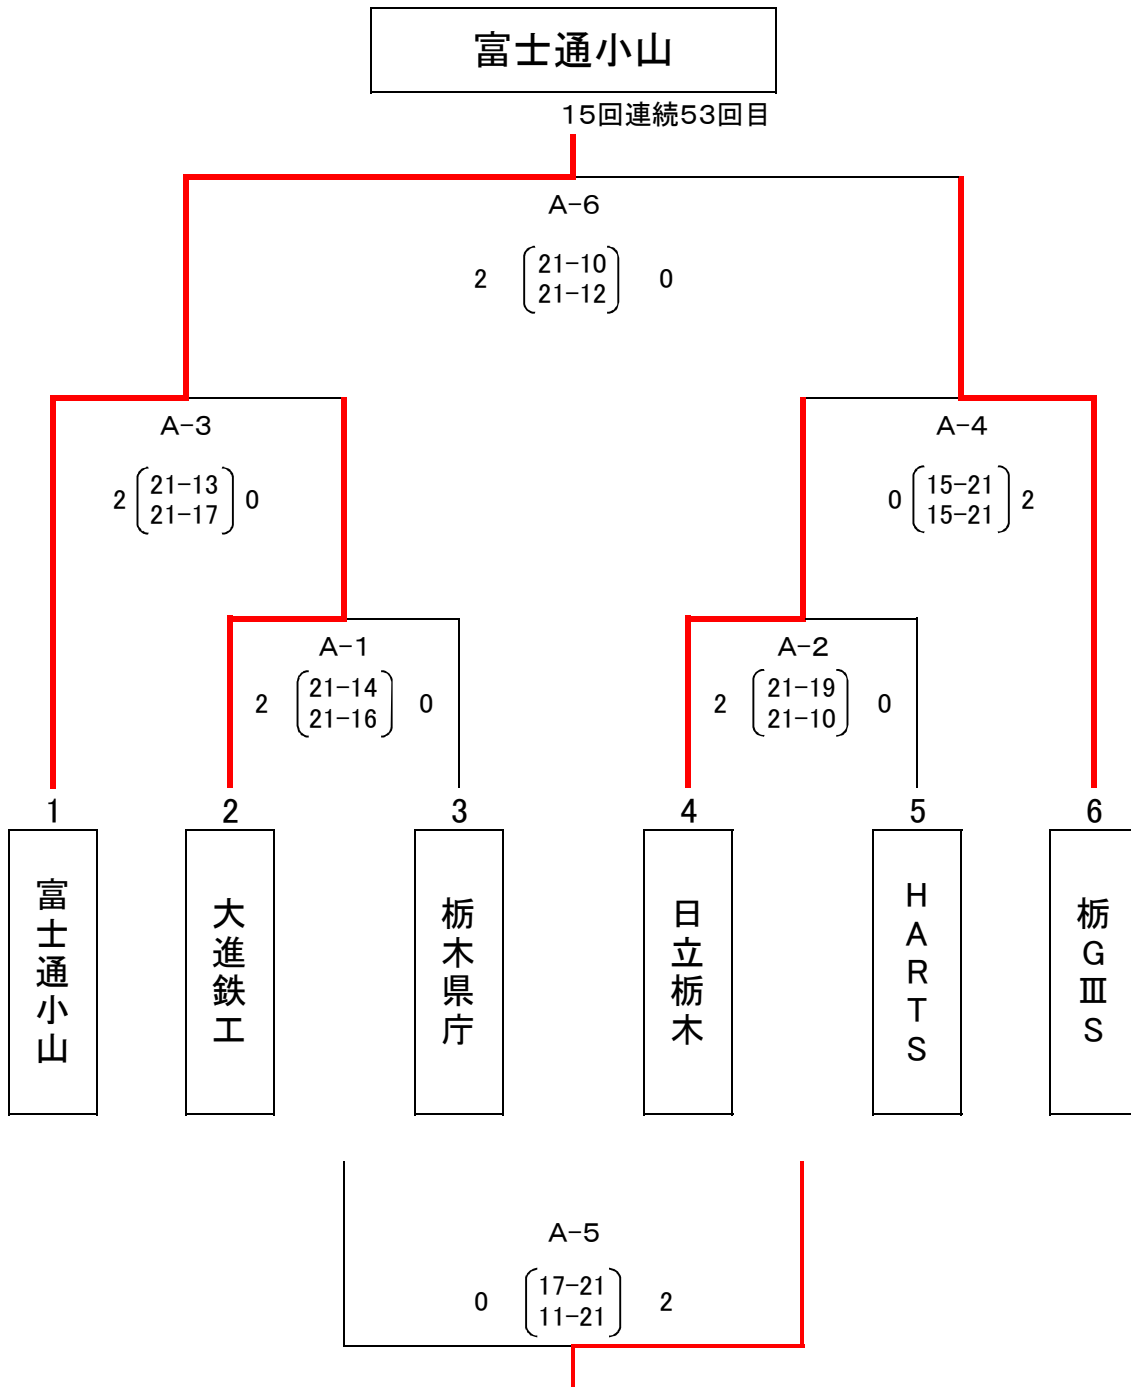 富士通小山
15回連続53回目
A-6
2 21-10 0
21-12
A-3
2 21-13 0
21-17
A-4
0 15-21 2
15-21
A-1
2 21-14 0
21-16
A-2
2 21-19 0
21-10
1 2 3 4 5 6
富士通小山
大進鉄工
栃木県庁
日立栃木
HARTS
栃GⅢS
A-5
0 17-21 2
11-21